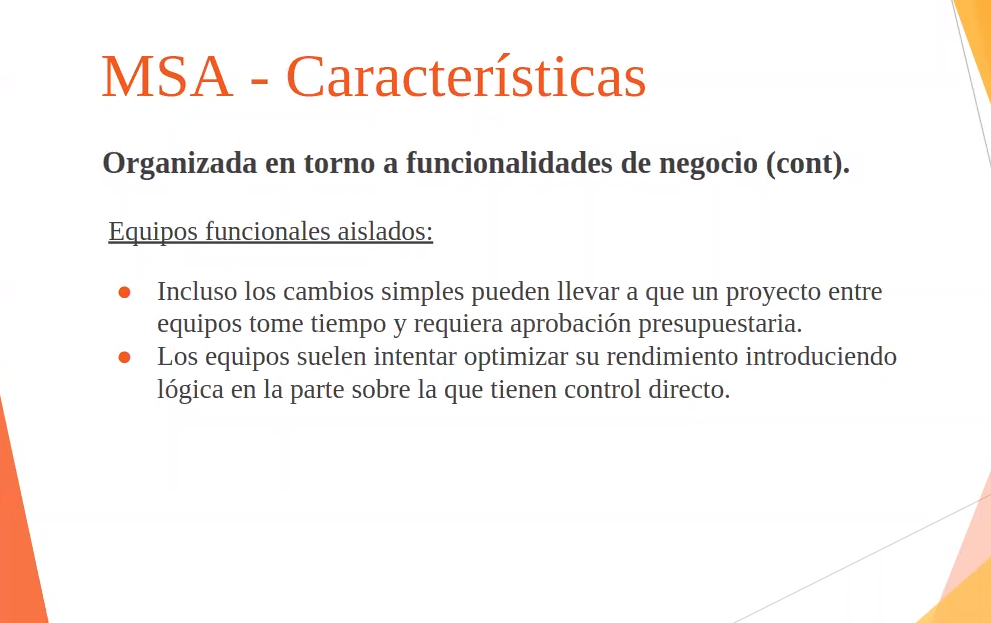 MSA - Características
Organizada en torno a funcionalidades de negocio (cont).
Equipos funcionales aislados:
● Incluso los cambios simples pueden llevar a que un proyecto entre
equipos tome tiempo y requiera aprobación presupuestaria.
● Los equipos suelen intentar optimizar su rendimiento introduciendo
lógica en la parte sobre la que tienen control directo.